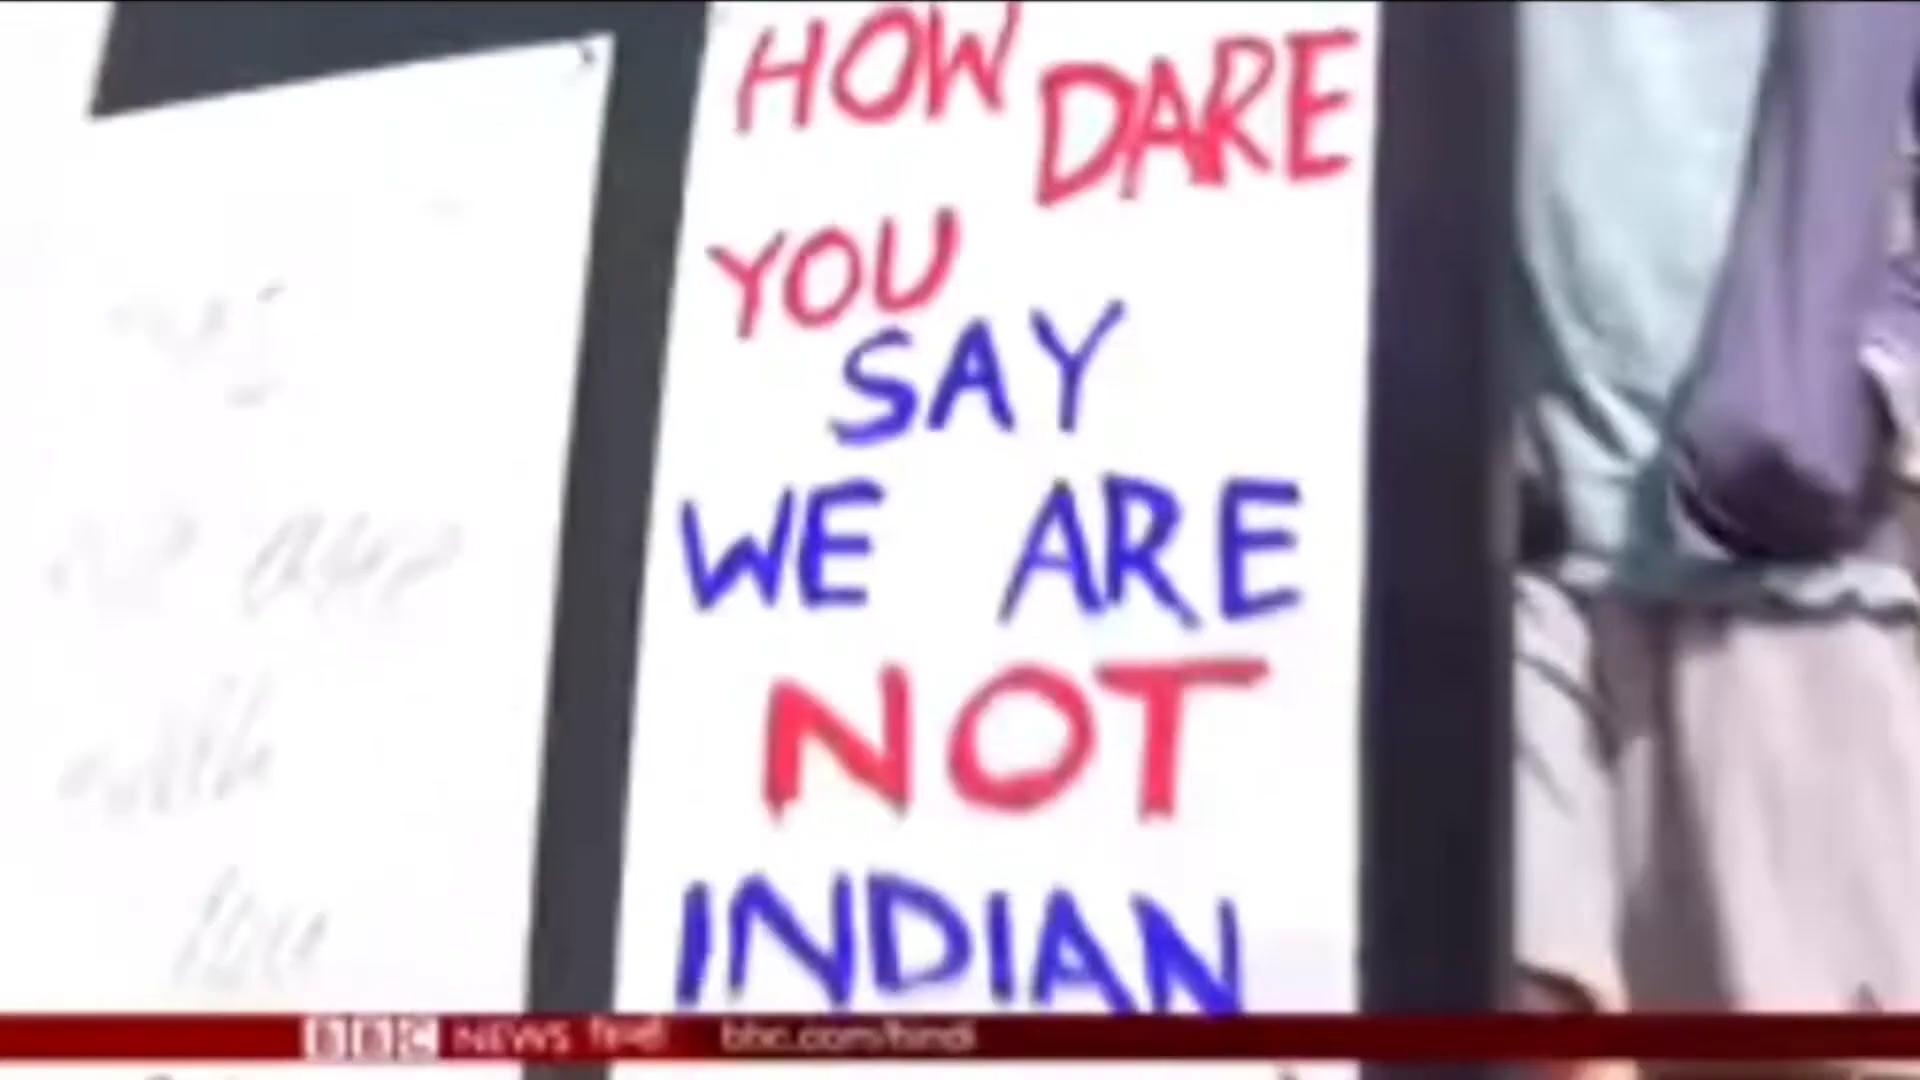 HOW DARE
YOU
SAY
WE ARE
NOT
INDIAN
BBC NEWS हिन्दी bbc.com/hindi